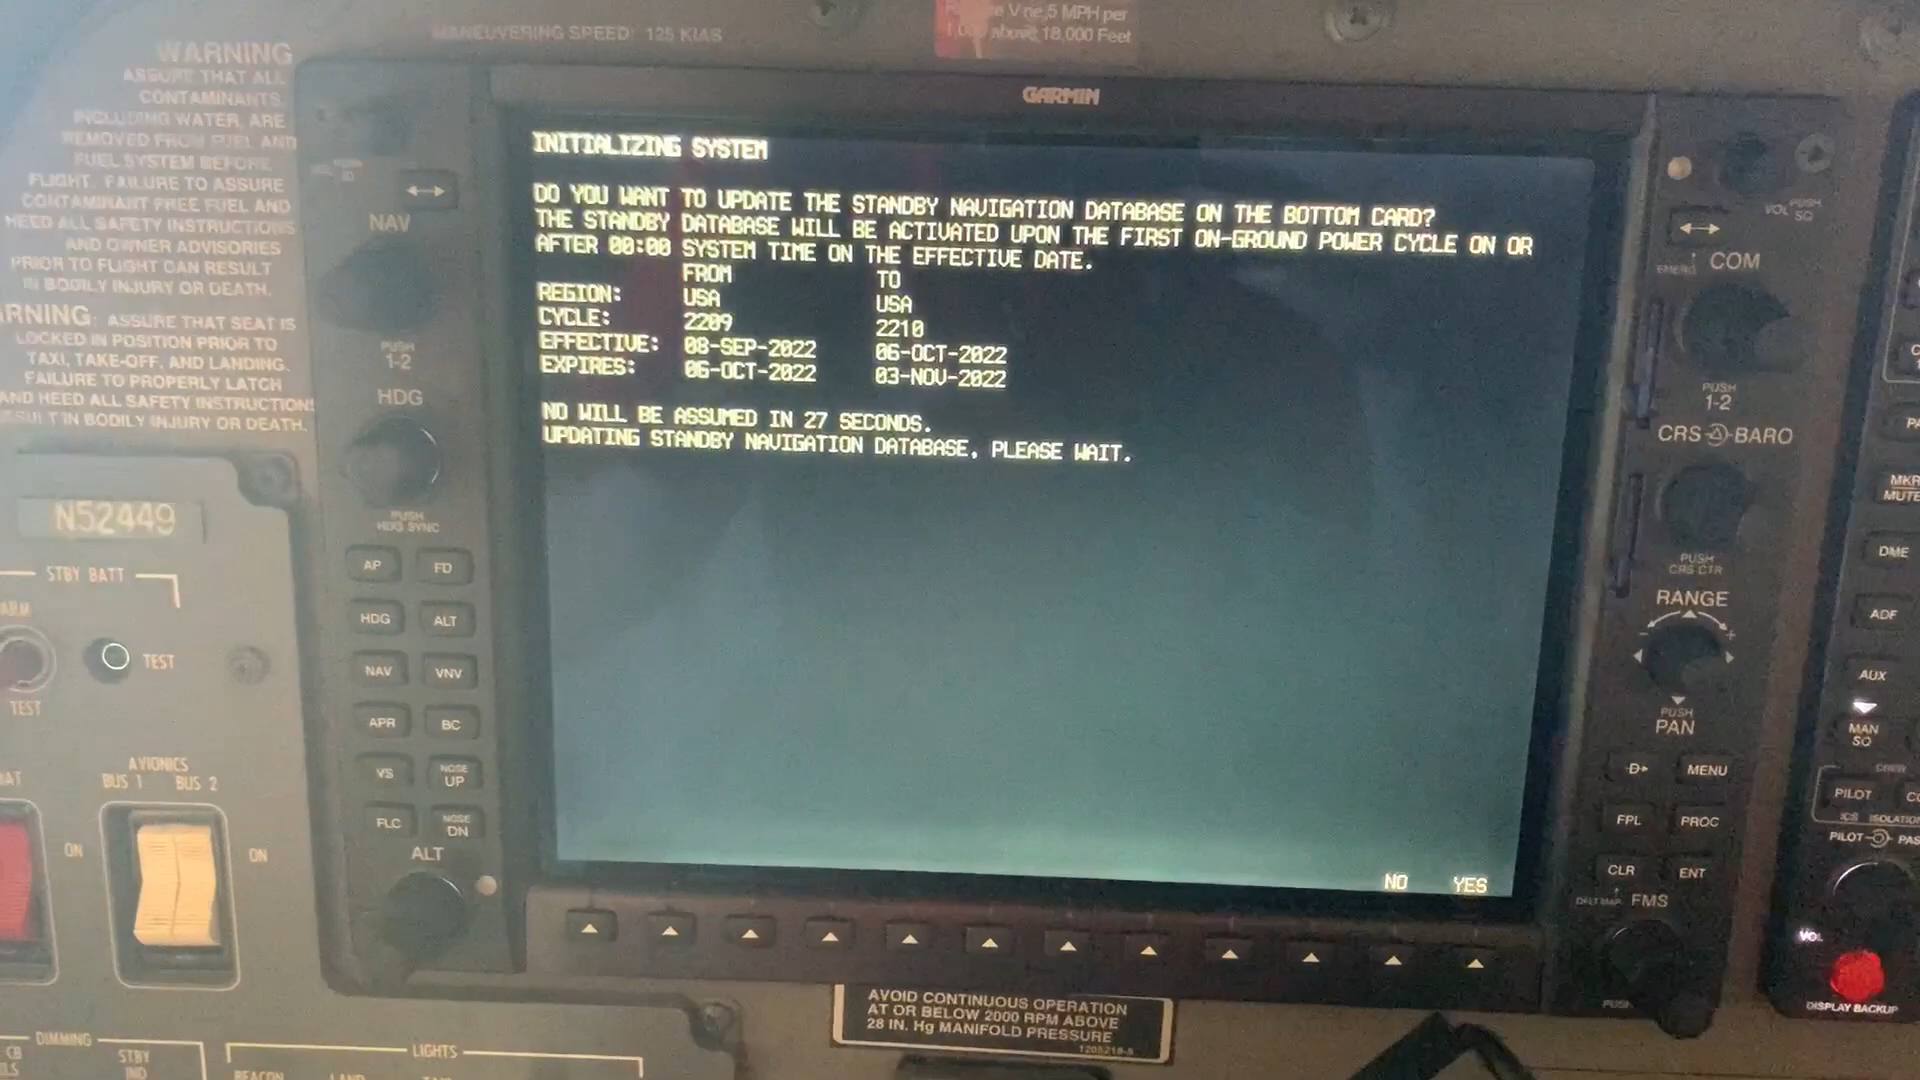 MANEUVERING SPEED: 125 KIAS
5 MPH per
above 18,000 Feet
WARNING
ASSURE THAT ALL
CONTAMINANTS,
INCLUDING WATER, ARE
REMOVED FROM FUEL AND
FUEL SYSTEM BEFORE
FLIGHT. FAILURE TO ASSURE
CONTAMINANT FREE FUEL AND
HEED ALL SAFETY INSTRUCTIONS
AND OWNER ADVISORIES
PRIOR TO FLIGHT CAN RESULT
IN BODILY INJURY OR DEATH.
ASSURE THAT SEAT IS
LOCKED IN POSITION PRIOR TO
TAXI, TAKE-OFF, AND LANDING.
FAILURE TO PROPERLY LATCH
AND HEED ALL SAFETY INSTRUCTIONS
IN BODILY INJURY OR DEATH.
N52449
STBY BATT
TEST
TEST
AVIONICS
BUS 1 BUS 2
ON
ON
DIMMING
STBY
IND
LIGHTS
GARMIN
INITIALIZING SYSTEM
DO YOU WANT TO UPDATE THE STANDBY NAVIGATION DATABASE ON THE BOTTOM CARD?
THE STANDBY DATABASE WILL BE ACTIVATED UPON THE FIRST ON-GROUND POWER CYCLE ON OR
AFTER 00:00 SYSTEM TIME ON THE EFFECTIVE DATE.
FROM TO
REGION: USA USA
CYCLE: 2209 2210
EFFECTIVE: 08-SEP-2022 06-OCT-2022
EXPIRES: 06-OCT-2022 03-NOV-2022
NO WILL BE ASSUMED IN 27 SECONDS.
UPDATING STANDBY NAVIGATION DATABASE, PLEASE WAIT.
NO YES
NAV
PUSH
1-2
HDG
PUSH
HDG SYNC
AP FD
HDG ALT
NAV VNV
APR BC
VS NOSE UP
FLC NOSE DN
ALT
VOL PUSH
SQ
EMERG
COM
PUSH
1-2
CRS BARO
PUSH
CRS CTR
RANGE
- +
PUSH
PAN
D MENU
FPL PROC
CLR ENT
DFLT MAP FMS
PUSH
MKR
MUTE
DME
ADF
AUX
MAN
SQ
PILOT
ICS ISOLATION
PILOT
VOL
DISPLAY BACKUP
AVOID CONTINUOUS OPERATION
AT OR BELOW 2000 RPM ABOVE
28 IN. Hg MANIFOLD PRESSURE